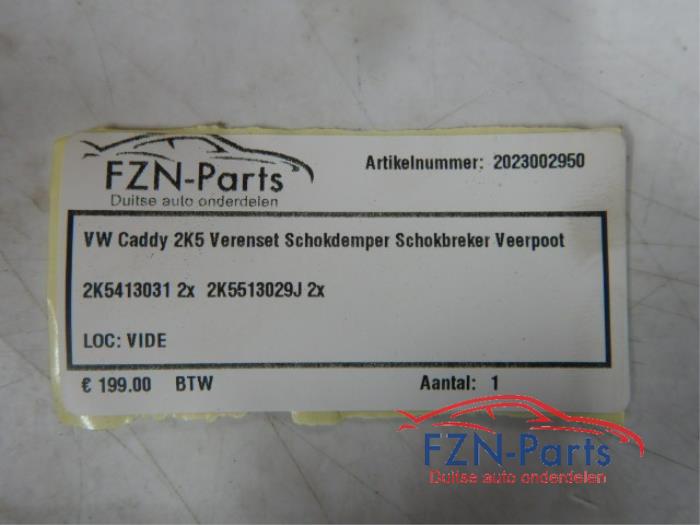 FZN-Parts
Duitse auto onderdelen
Artikelnummer: 2023002950
VW Caddy 2K5 Verenset Schokdemper Schokbreker Veerpoot
2K5413031 2x 2K5513029J 2x
LOC: VIDE
€ 199.00 BTW Aantal: 1
FZN-Parts
Duitse auto onderdelen